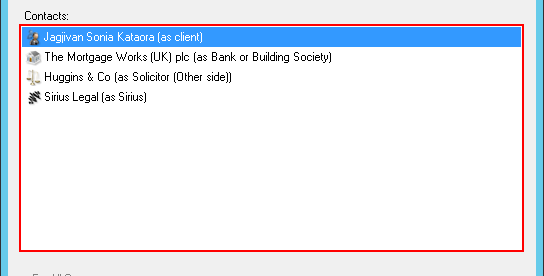 Contacts:
Jagjivan Sonia Kataora (as client)
The Mortgage Works (UK) plc (as Bank or Building Society)
Huggins & Co (as Solicitor (Other side))
Sirius Legal (as Sirius)